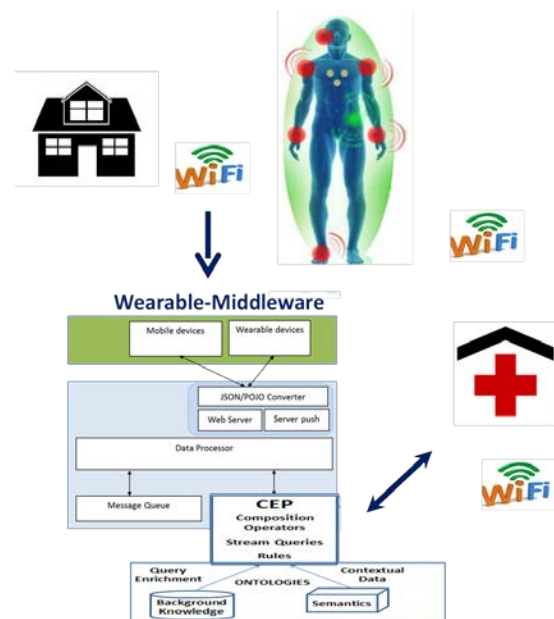 WiFi
WiFi
Wearable-Middleware
Mobile devices
Wearable devices
JSON/POJO Converter
Web Server
Server push
Data Processor
Message Queue
CEP
Composition
Operators
Stream Queries
Rules
WiFi
Query
Enrichment
ONTOLOGIES
Contextual
Data
Background
Knowledge
Semantics